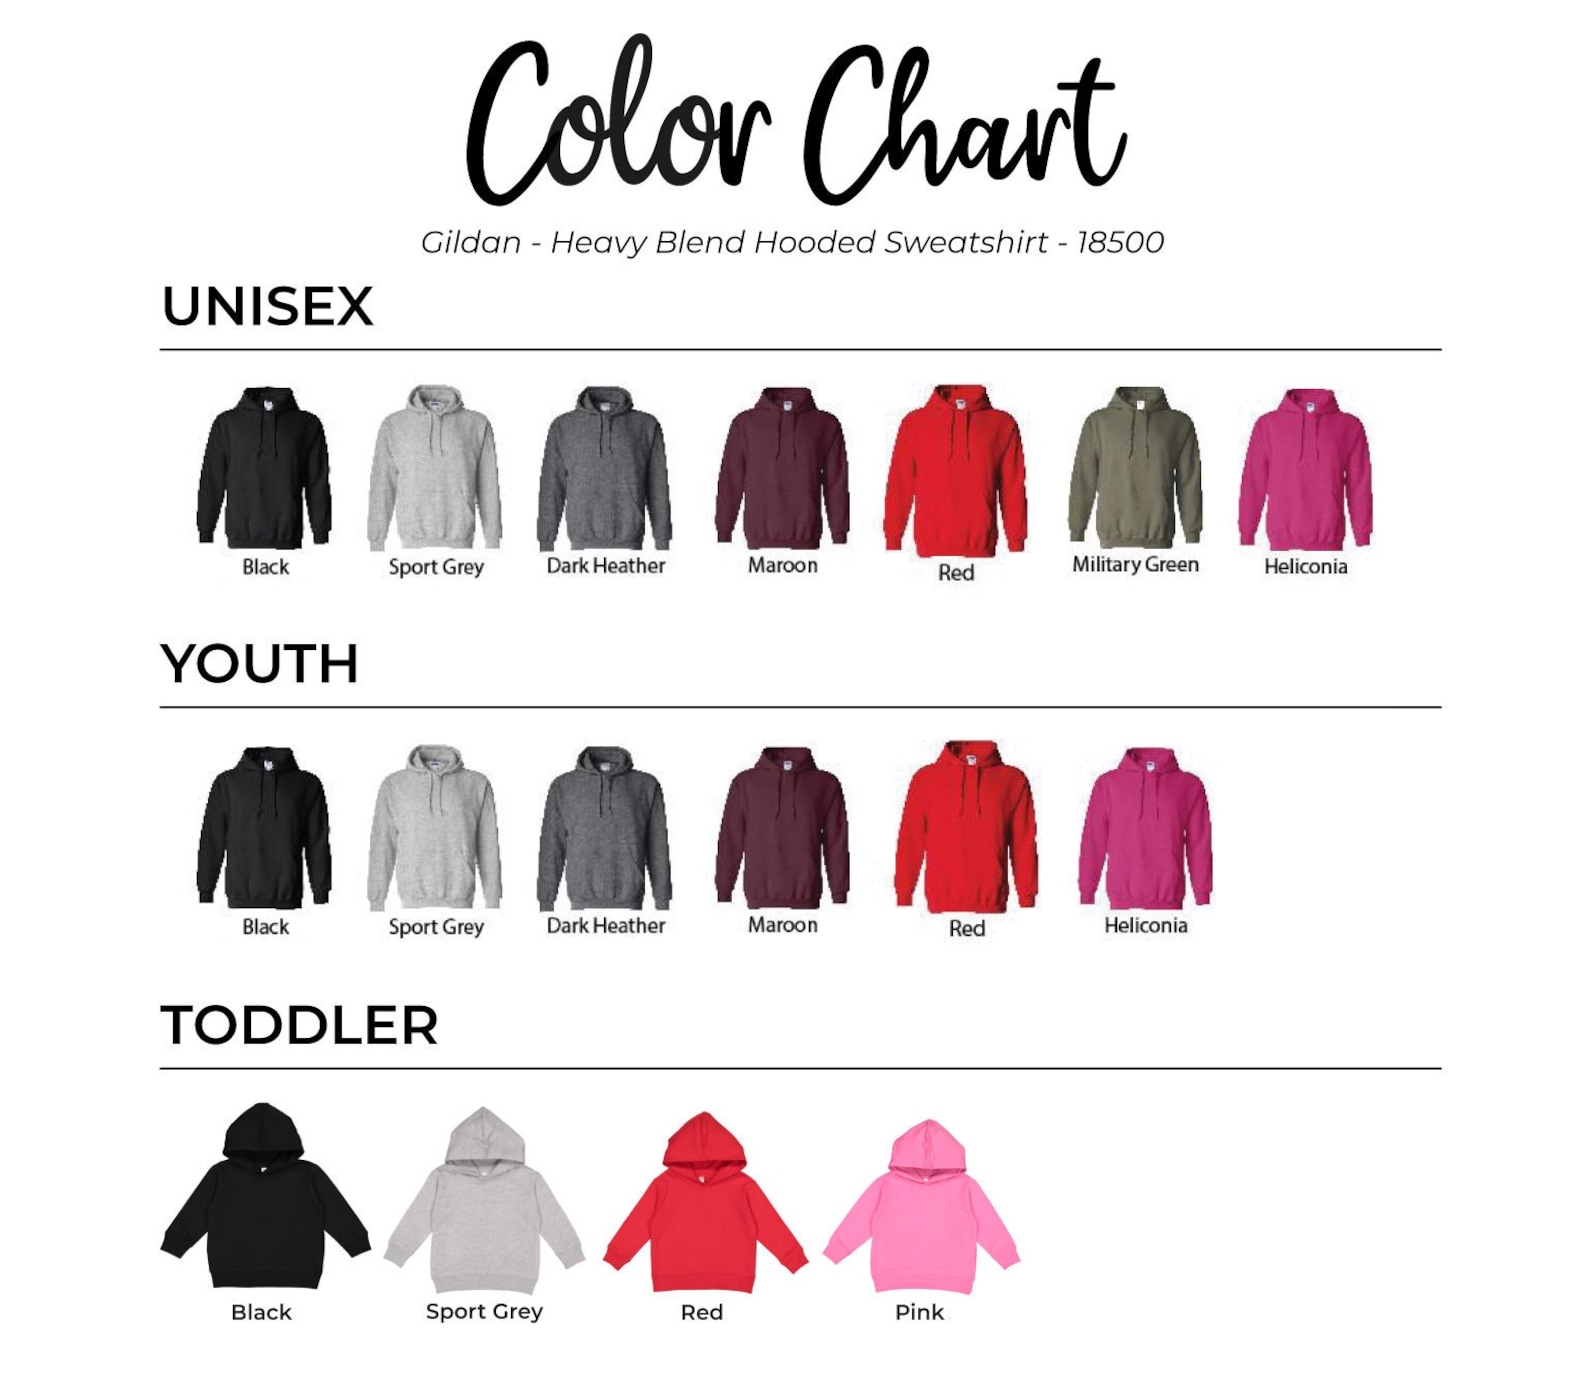 Color Chart
Gildan - Heavy Blend Hooded Sweatshirt - 18500
UNISEX
Black Sport Grey Dark Heather Maroon Red Military Green Heliconia
YOUTH
Black Sport Grey Dark Heather Maroon Red Heliconia
TODDLER
Black Sport Grey Red Pink